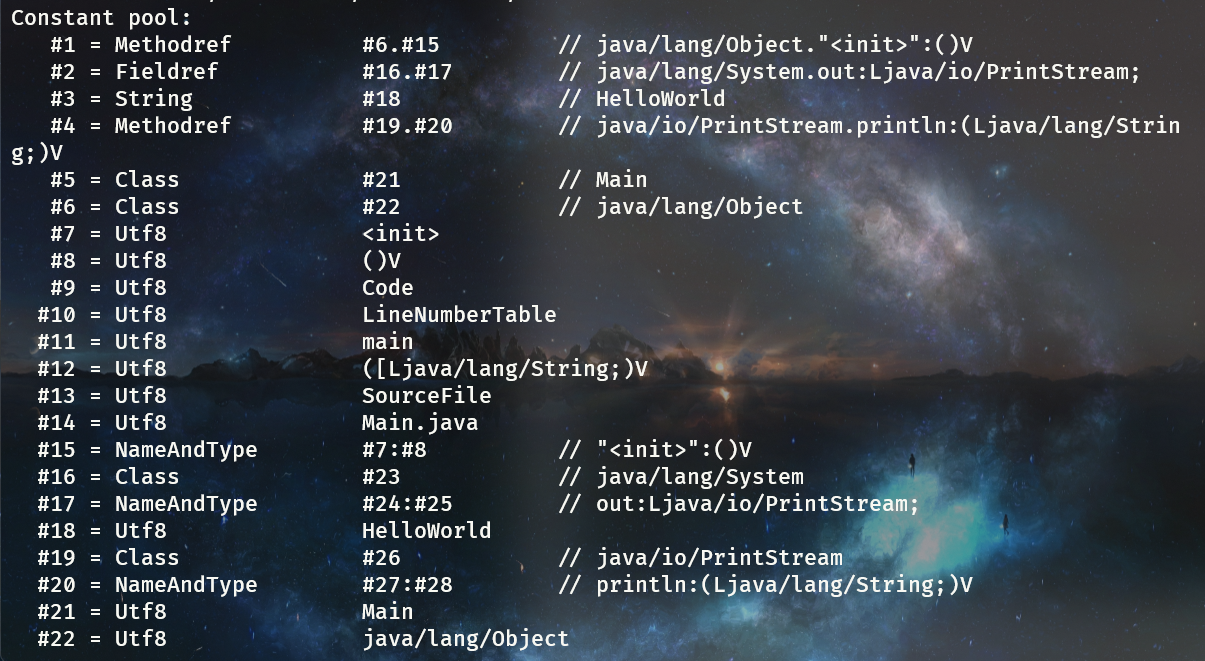 Constant pool:
#1 = Methodref #6.#15 // java/lang/Object."<init>":()V
#2 = Fieldref #16.#17 // java/lang/System.out:Ljava/io/PrintStream;
#3 = String #18 // HelloWorld
#4 = Methodref #19.#20 // java/io/PrintStream.println:(Ljava/lang/Strin
g;)V
#5 = Class #21 // Main
#6 = Class #22 // java/lang/Object
#7 = Utf8 <init>
#8 = Utf8 ()V
#9 = Utf8 Code
#10 = Utf8 LineNumberTable
#11 = Utf8 main
#12 = Utf8 ([Ljava/lang/String;)V
#13 = Utf8 SourceFile
#14 = Utf8 Main.java
#15 = NameAndType #7:#8 // "<init>":()V
#16 = Class #23 // java/lang/System
#17 = NameAndType #24:#25 // out:Ljava/io/PrintStream;
#18 = Utf8 HelloWorld
#19 = Class #26 // java/io/PrintStream
#20 = NameAndType #27:#28 // println:(Ljava/lang/String;)V
#21 = Utf8 Main
#22 = Utf8 java/lang/Object